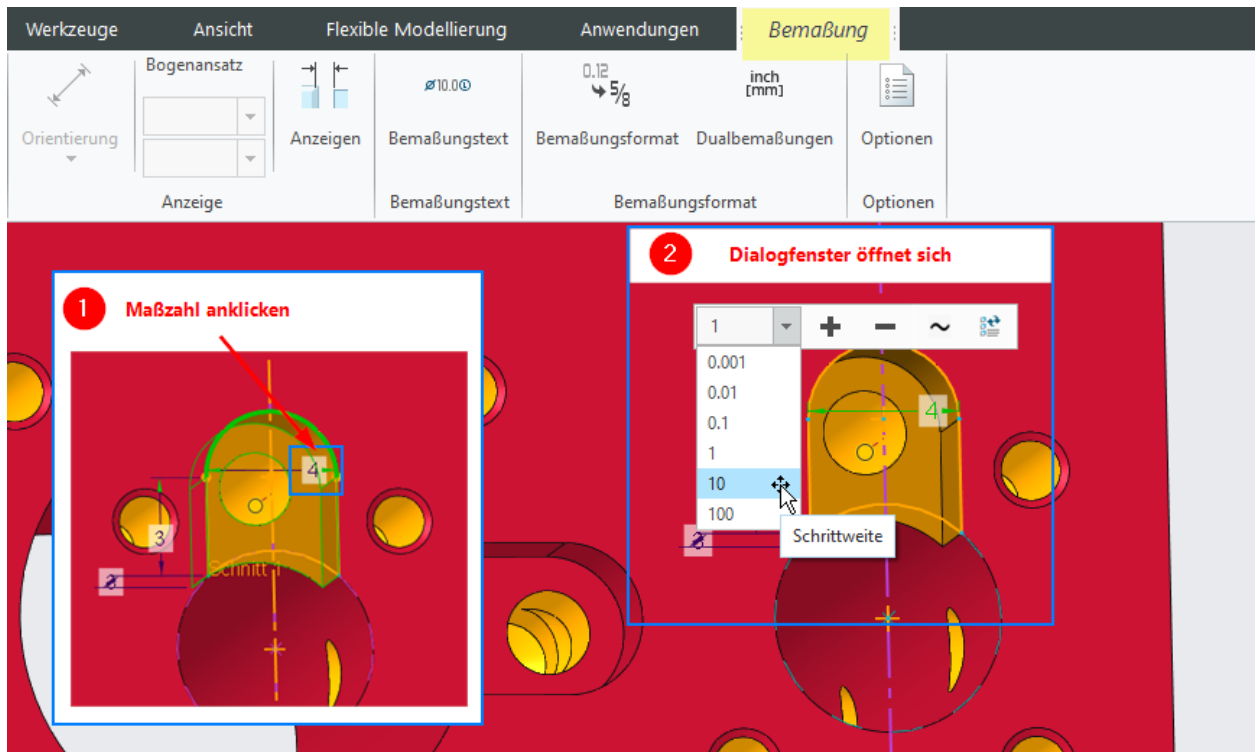 Werkzeuge Ansicht Flexible Modellierung Anwendungen Bemaßung
Bogenansatz
ø10.0
0.12
5/8
inch
[mm]
Orientierung Anzeigen Bemaßungstext Bemaßungsformat Dualbemaßungen Optionen
Anzeige Bemaßungstext Bemaßungsformat Optionen
1 Maßzahl anklicken
4
3
Schnitt 1
2 Dialogfenster öffnet sich
1
0.001
0.01
0.1
1
10
100
Schrittweite
4